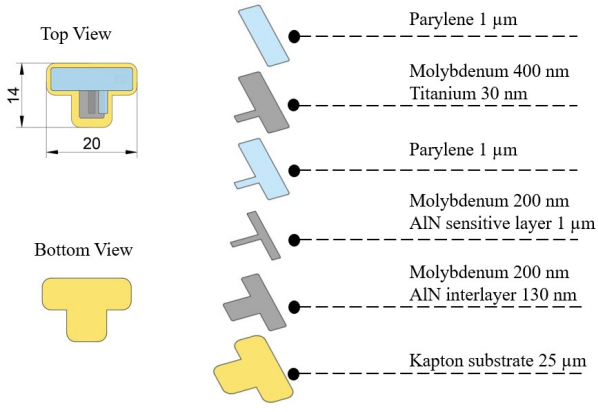 Top View
14
20
Bottom View
Parylene 1 µm
Molybdenum 400 nm
Titanium 30 nm
Parylene 1 µm
Molybdenum 200 nm
AlN sensitive layer 1 µm
Molybdenum 200 nm
AlN interlayer 130 nm
Kapton substrate 25 µm